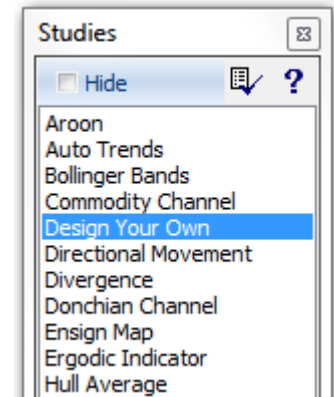 Studies
Hide ?
Aroon
Auto Trends
Bollinger Bands
Commodity Channel
Design Your Own
Directional Movement
Divergence
Donchian Channel
Ensign Map
Ergodic Indicator
Hull Average